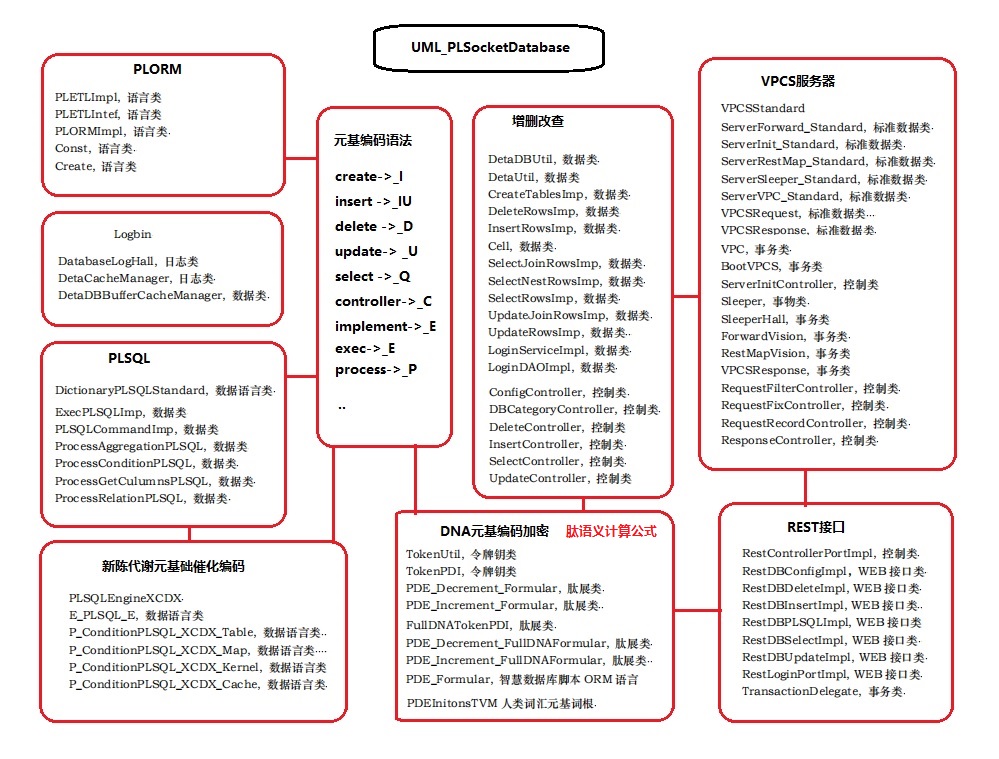 UML_PLSocketDatabase
PLORM
PLETLImpl, 语言类
PLETLIntef, 语言类
PLORMImpl, 语言类.
Const, 语言类.
Create, 语言类
Logbin
DatabaseLogHall, 日志类
DetaCacheManager, 日志类
DetaDBBufferCacheManager, 数据类.
PLSQL
DictionaryPLSQLStandard, 数据语言类.
ExecPLSQLImp, 数据类
PLSQLCommandImp, 数据类
ProcessAggregationPLSQL, 数据类
ProcessConditionPLSQL, 数据类.
ProcessGetCulumnsPLSQL, 数据类.
ProcessRelationPLSQL, 数据类.
新陈代谢元基础催化编码
PLSQLEngineXCDX.
E_PLSQL_E, 数据语言类
P_ConditionPLSQL_XCDX_Table, 数据语言类..
P_ConditionPLSQL_XCDX_Map, 数据语言类....
P_ConditionPLSQL_XCDX_Kernel, 数据语言类
P_ConditionPLSQL_XCDX_Cache, 数据语言类.
元基编码语法
create->_I
insert ->_IU
delete ->_D
update-> _U
select ->_Q
controller->_C
implement->_E
exec->_E
process->_P
..
增删改查
DetaDBUtil, 数据类.
DetaUtil, 数据类
CreateTablesImp, 数据类.
DeleteRowsImp, 数据类
InsertRowsImp, 数据类.
Cell, 数据类.
SelectJoinRowsImp, 数据类.
SelectNestRowsImp, 数据类.
SelectRowsImp, 数据类.
UpdateJoinRowsImp, 数据类.
UpdateRowsImp, 数据类..
LoginServiceImpl, 数据类.
LoginDAOImpl, 数据类.
ConfigController, 控制类.
DBCategoryController, 控制类.
DeleteController, 控制类
InsertController, 控制类.
SelectController, 控制类.
UpdateController, 控制类
DNA元基编码加密 肽语义计算公式
TokenUtil, 令牌钥类
TokenPDI, 令牌钥类
PDE_Decrement_Formular, 肽展类.
PDE_Increment_Formular, 肽展类..
FullDNATokenPDI, 肽展类.
PDE_Decrement_FullDNAFormular, 肽展类.
PDE_Increment_FullDNAFormular, 肽展类..
PDE_Formular, 智慧数据库脚本 ORM 语言
PDEInitonsTVM 人类词汇元基词根.
VPCS服务器
VPCSStandard
ServerForward_Standard, 标准数据类.
ServerInit_Standard, 标准数据类.
ServerRestMap_Standard, 标准数据类.
ServerSleeper_Standard, 标准数据类.
ServerVPC_Standard, 标准数据类.
VPCSRequest, 标准数据类...
VPCSResponse, 标准数据类.
VPC, 事务类.
BootVPCS, 事务类
ServerInitController, 控制类
Sleeper, 事物类.
SleeperHall, 事务类
ForwardVision, 事务类.
RestMapVision, 事务类
VPCSResponse, 事务类
RequestFilterController, 控制类.
RequestFixController, 控制类.
RequestRecordController, 控制类
ResponseController, 控制类.
REST接口
RestControllerPortImpl, 控制类.
RestDBConfigImpl, WEB 接口类.
RestDBDeleteImpl, WEB 接口类.
RestDBInsertImpl, WEB 接口类..
RestDBPLSQLImpl, WEB 接口类
RestDBSelectImpl, WEB 接口类.
RestDBUpdateImpl, WEB 接口类.
RestLoginPortImpl, WEB 接口类.
TransactionDelegate, 事务类.